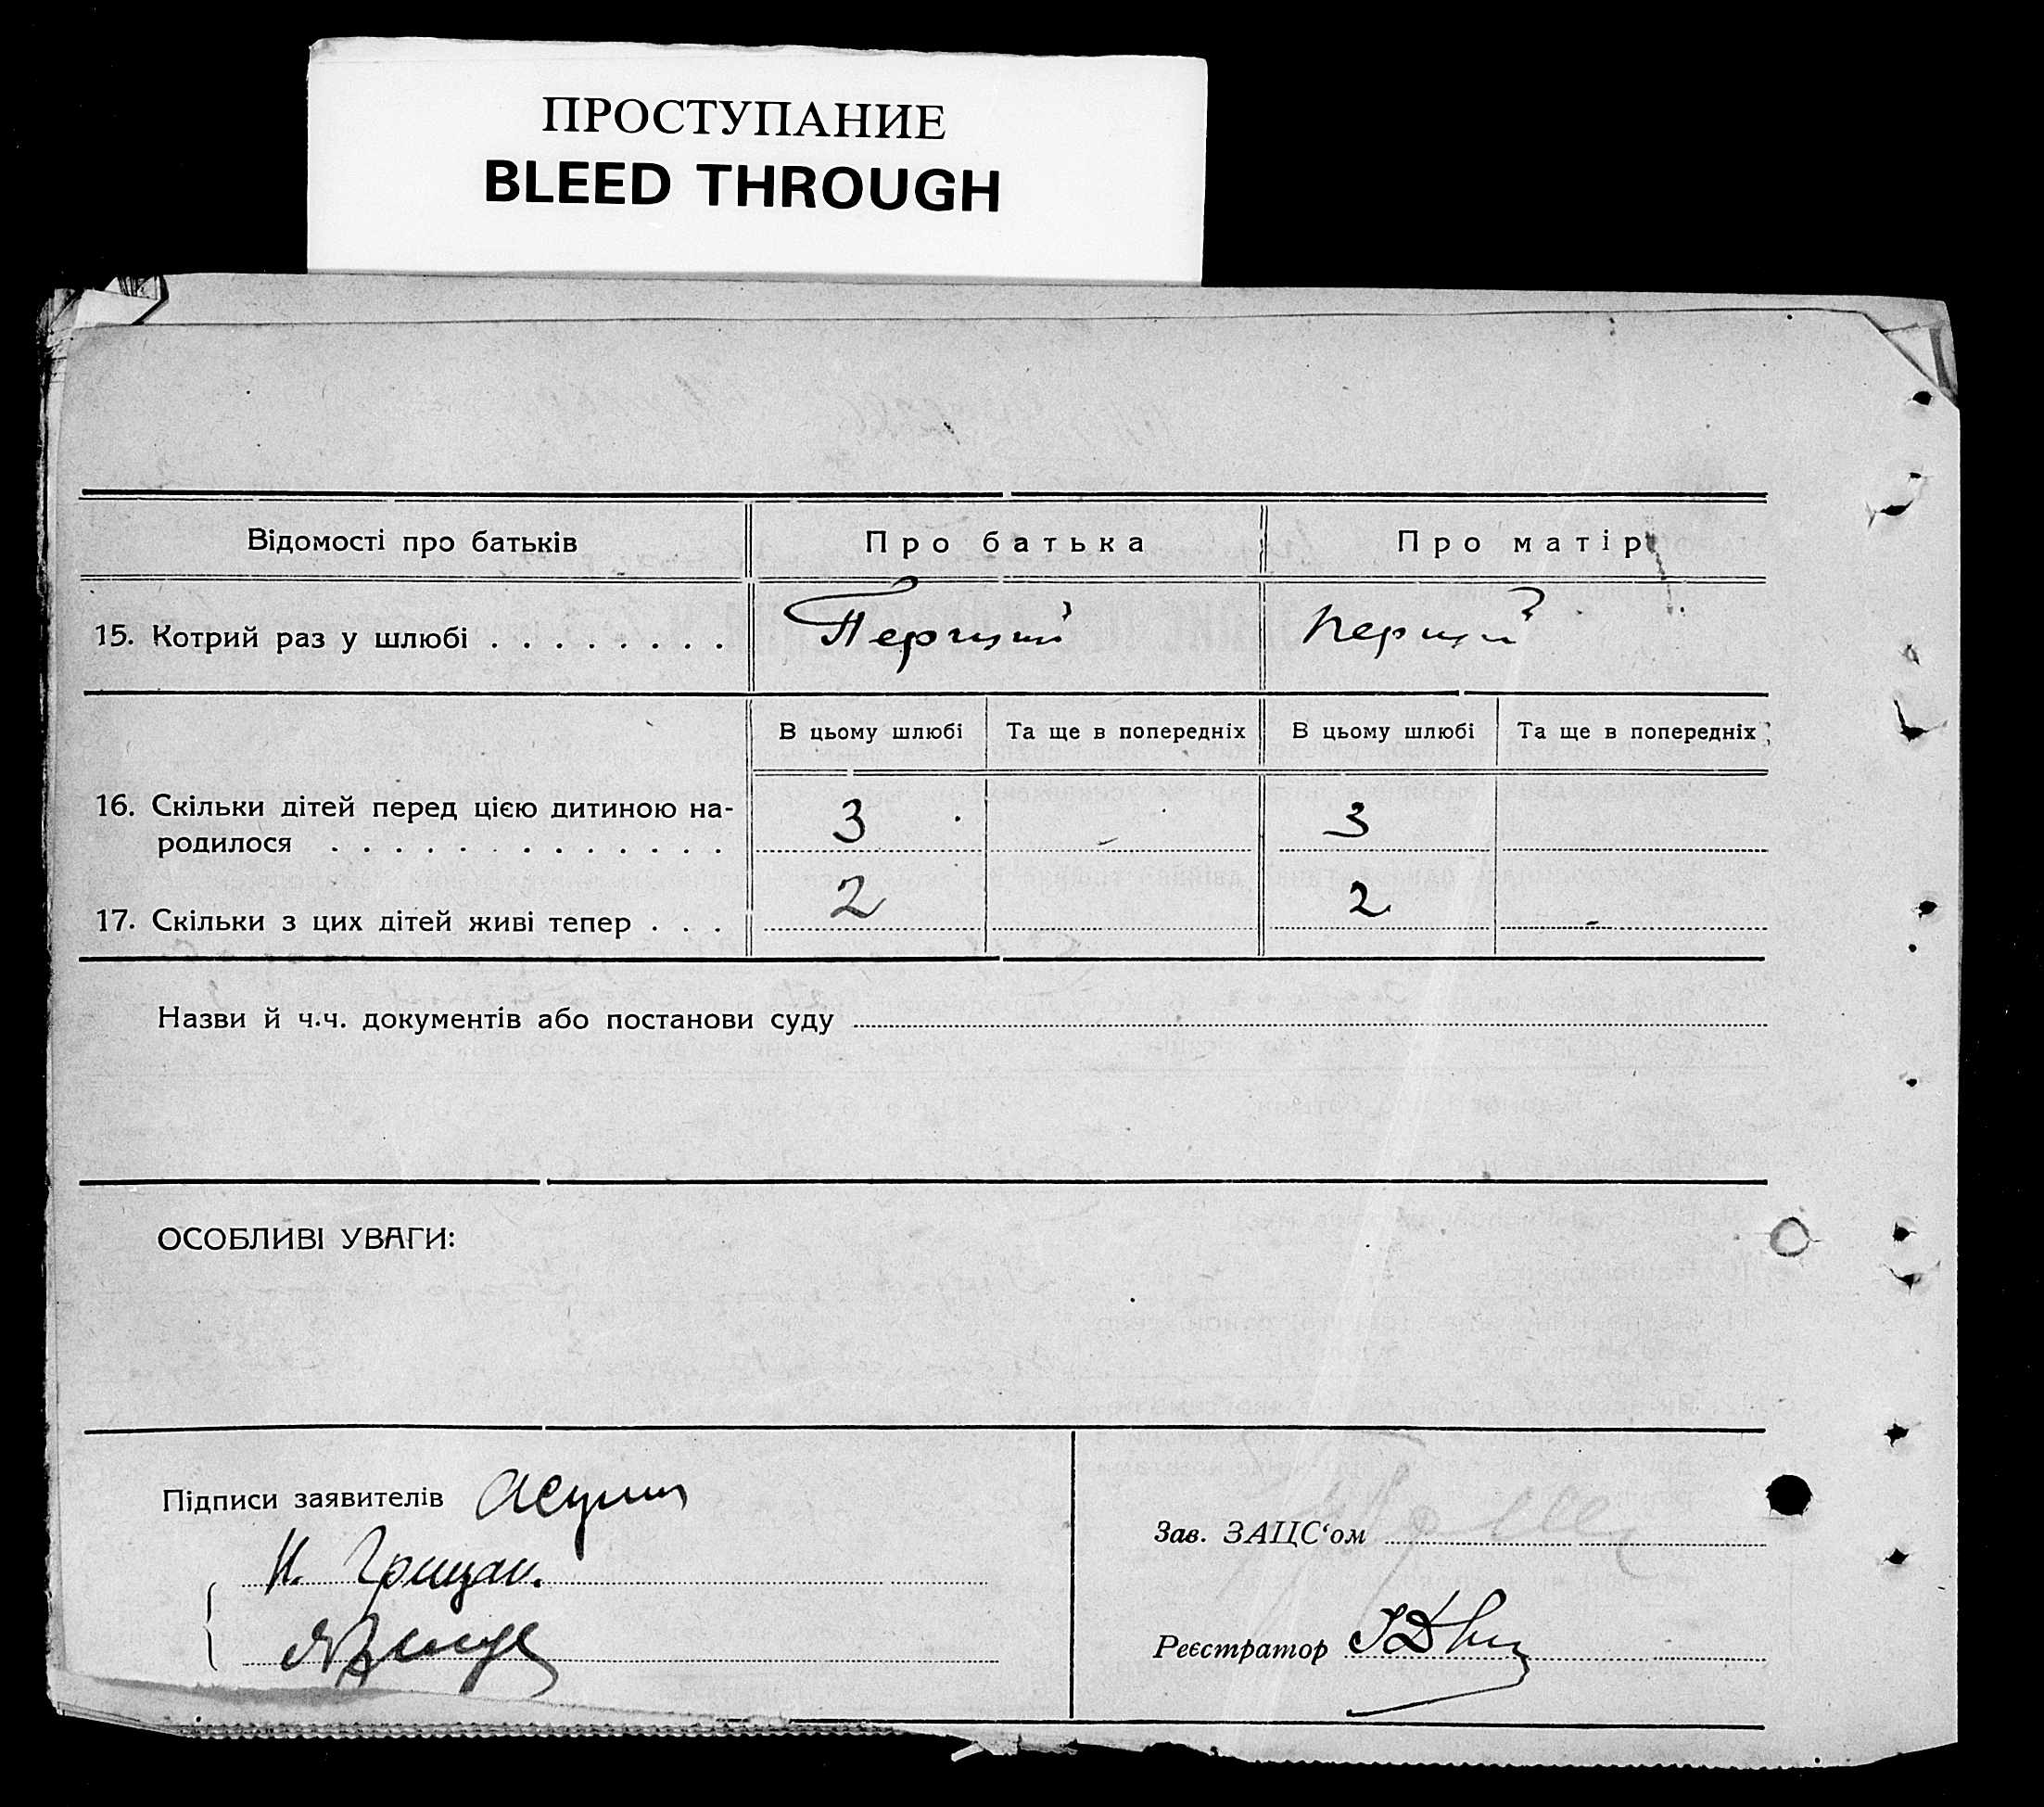 ПРОСТУПАНИЕ
BLEED THROUGH
Відомості про батьків Про батька Про матір
15. Котрий раз у шлюбі . . . . . . . . Перший перший
В цьому шлюбі Та ще в попередніх В цьому шлюбі Та ще в попередніх
16. Скільки дітей перед цією дитиною на-
родилося . . . . . . . . . . . . . 3 - 3
17. Скільки з цих дітей живі тепер . . . 2 2 -
Назви й ч.ч. документів або постанови суду
ОСОБЛИВІ УВАГИ:
Підписи заявителів
Зав. ЗАЦС‘ом
Реєстратор